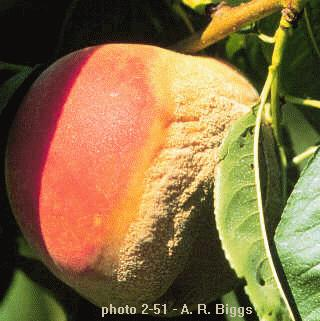 photo 2-51 - A. R. Biggs